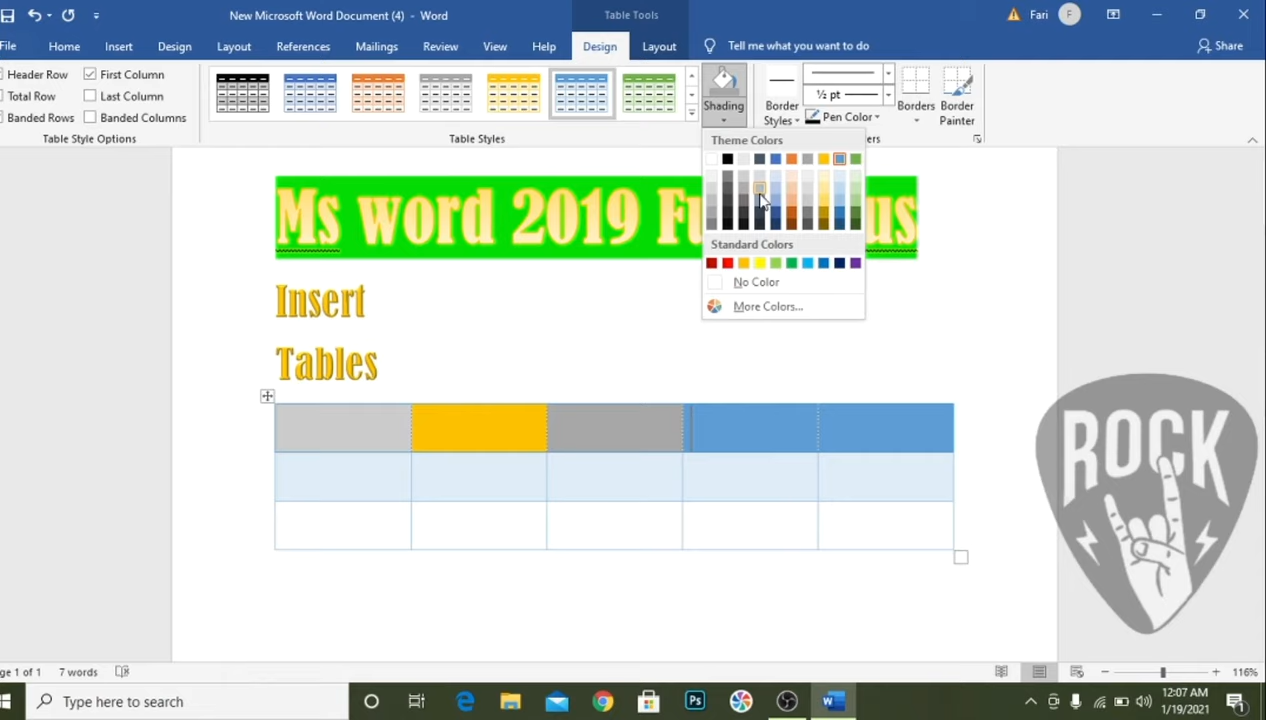 New Microsoft Word Document (4) - Word
Table Tools
Fari
F
File
Home
Insert
Design
Layout
References
Mailings
Review
View
Help
Design
Layout
Tell me what you want to do
Share
Header Row
First Column
Total Row
Last Column
Banded Rows
Banded Columns
Table Style Options
Table Styles
Shading
Border
Styles
½ pt
Pen Color
Borders
Border
Painter
Theme Colors
Standard Colors
No Color
More Colors...
Ms word 2019 Fu
us
Insert
Tables
ROCK
ge 1 of 1
7 words
116%
Type here to search
Ps
12:07 AM
1/19/2021
1